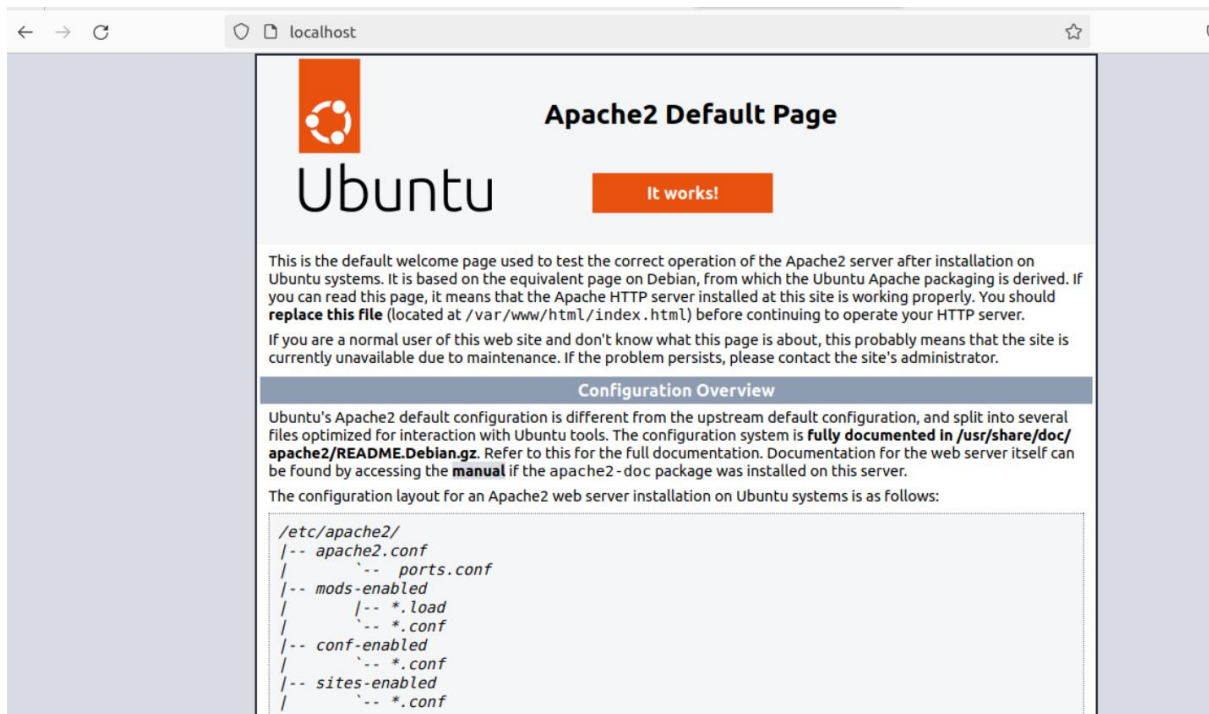 localhost
Apache2 Default Page
Ubuntu
It works!
This is the default welcome page used to test the correct operation of the Apache2 server after installation on
Ubuntu systems. It is based on the equivalent page on Debian, from which the Ubuntu Apache packaging is derived. If
you can read this page, it means that the Apache HTTP server installed at this site is working properly. You should
replace this file (located at /var/www/html/index.html) before continuing to operate your HTTP server.
If you are a normal user of this web site and don't know what this page is about, this probably means that the site is
currently unavailable due to maintenance. If the problem persists, please contact the site's administrator.
Configuration Overview
Ubuntu's Apache2 default configuration is different from the upstream default configuration, and split into several
files optimized for interaction with Ubuntu tools. The configuration system is fully documented in /usr/share/doc/
apache2/README.Debian.gz. Refer to this for the full documentation. Documentation for the web server itself can
be found by accessing the manual if the apache2-doc package was installed on this server.
The configuration layout for an Apache2 web server installation on Ubuntu systems is as follows:
/etc/apache2/
|-- apache2.conf
|       `--  ports.conf
|-- mods-enabled
|       |-- *.load
|       `-- *.conf
|-- conf-enabled
|       `-- *.conf
|-- sites-enabled
|       `-- *.conf